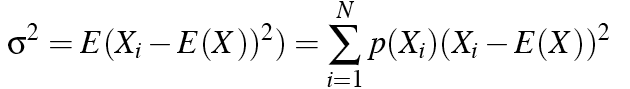 σ² = E(Xᵢ − E(X))²) = ∑ᵢ₌₁ᴺ p(Xᵢ)(Xᵢ − E(X))²